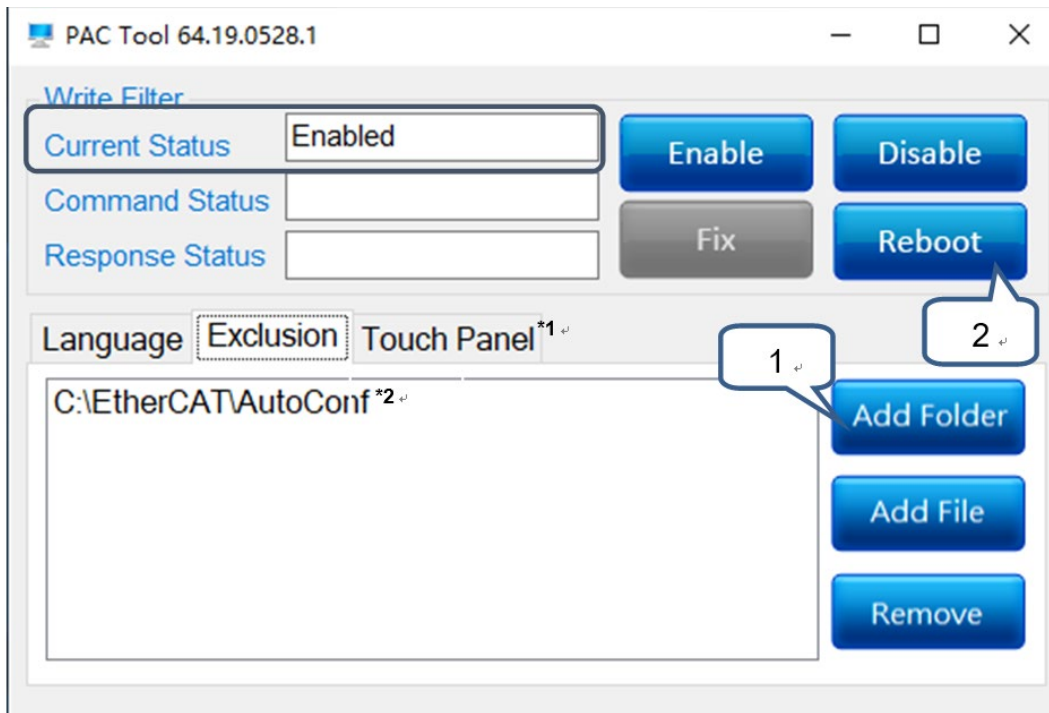 PAC Tool 64.19.0528.1
Write Filter
Current Status Enabled
Enable Disable
Command Status
Fix Reboot
Response Status
2
Language Exclusion Touch Panel*1
1
C:\EtherCAT\AutoConf *2
Add Folder
Add File
Remove